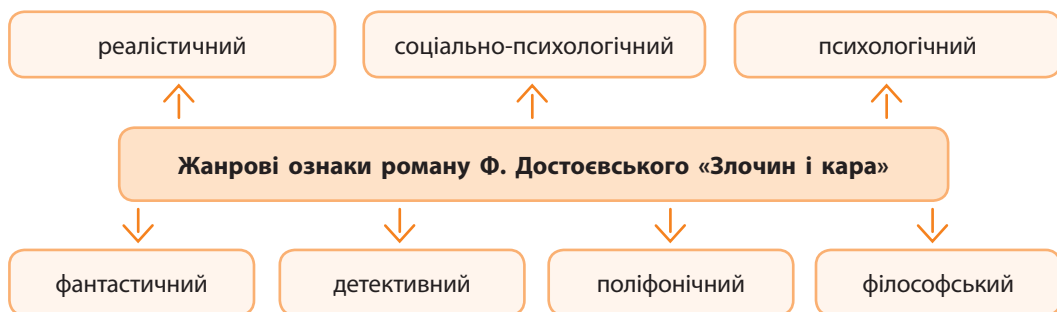 реалістичний
соціально-психологічний
психологічний
Жанрові ознаки роману Ф. Достоєвського «Злочин і кара»
фантастичний
детективний
поліфонічний
філософський